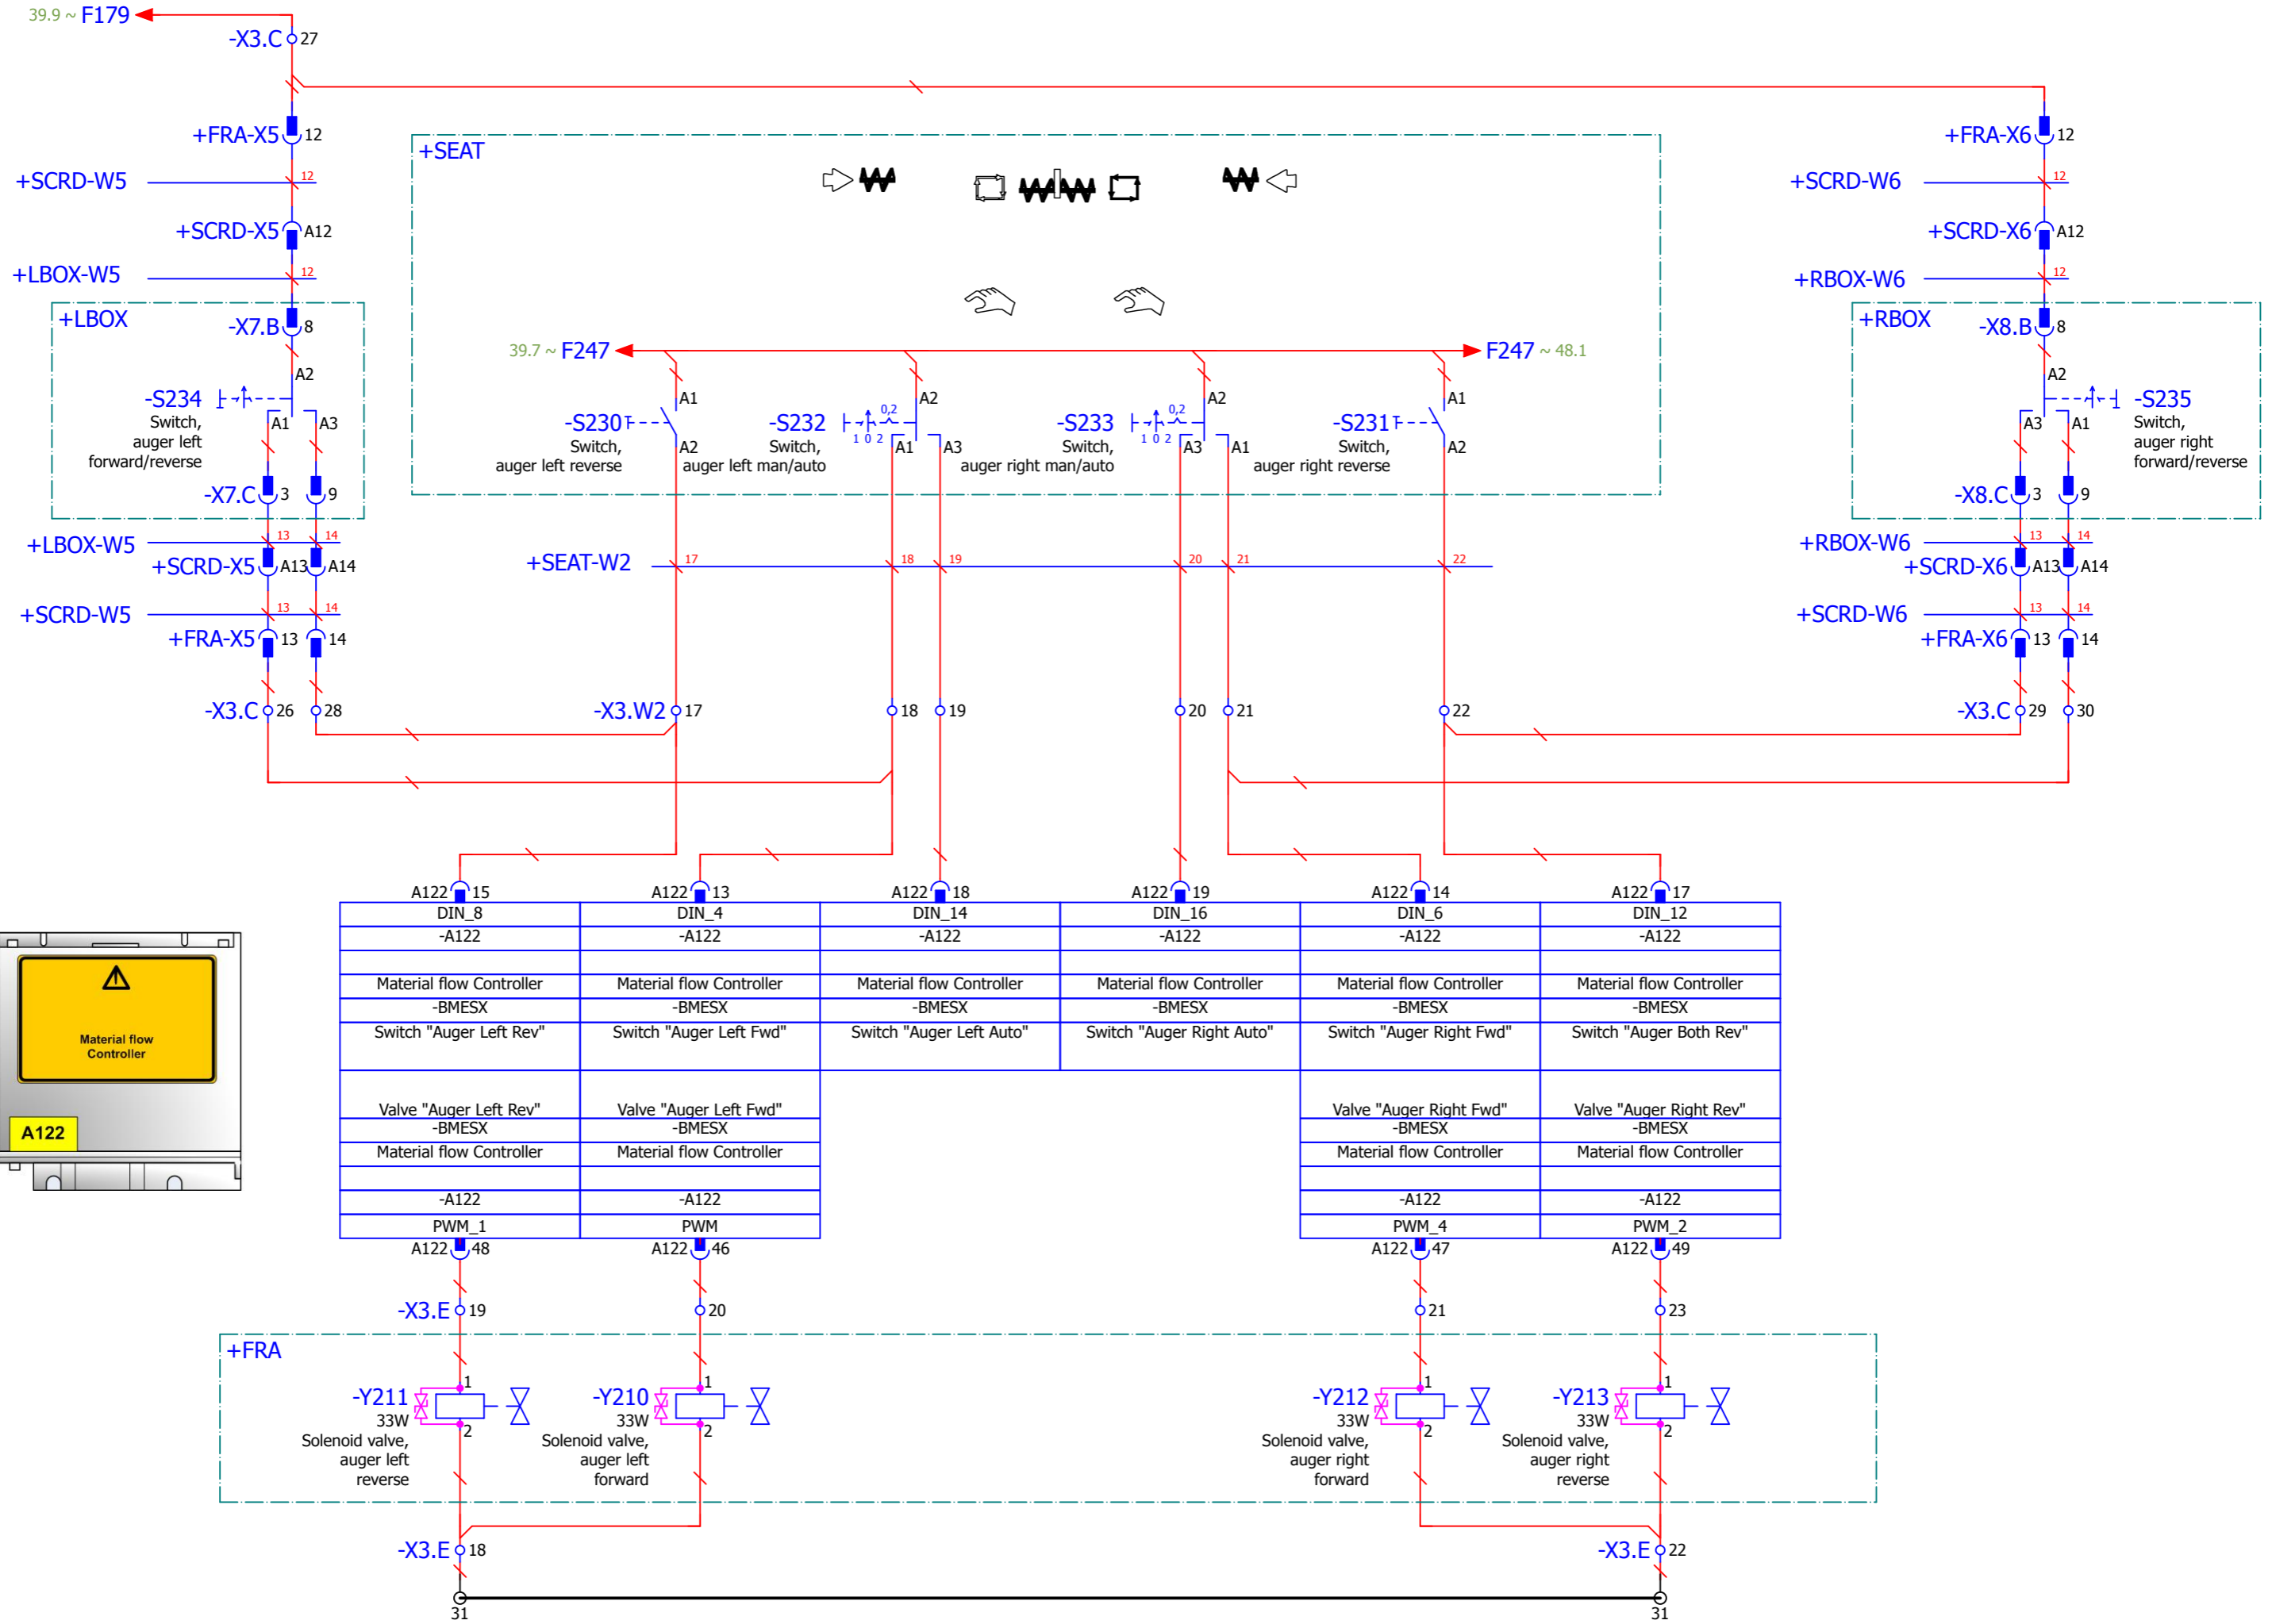 39.9 ~ F179
-X3.C 27
+FRA-X5 12
+FRA-X6 12
+SEAT
+SCRD-W5 12
+SCRD-W6 12
+SCRD-X5 A12
+SCRD-X6 A12
+LBOX-W5 12
+RBOX-W6 12
+LBOX
-X7.B 8
+RBOX
-X8.B 8
39.7 ~ F247
F247 ~ 48.1
A2
-S234
Switch,
auger left
forward/reverse
A1 A3
A1
-S230
Switch,
auger left reverse
A2
A2
0,2
1 0 2
-S232
Switch,
auger left man/auto
A1 A3
A2
0,2
1 0 2
-S233
Switch,
auger right man/auto
A3 A1
A1
-S231
Switch,
auger right reverse
A2
A2
-S235
Switch,
auger right
forward/reverse
A3 A1
-X7.C 3 9
-X8.C 3 9
+LBOX-W5 13 14
+RBOX-W6 13 14
+SCRD-X5 A13 A14
+SEAT-W2 17 18 19 20 21 22
+SCRD-X6 A13 A14
+SCRD-W5 13 14
+SCRD-W6 13 14
+FRA-X5 13 14
+FRA-X6 13 14
-X3.C 26 28
-X3.W2 17 18 19 20 21 22
-X3.C 29 30
A122 15 A122 13 A122 18 A122 19 A122 14 A122 17
DIN_8 DIN_4 DIN_14 DIN_16 DIN_6 DIN_12
-A122 -A122 -A122 -A122 -A122 -A122
Material flow Controller Material flow Controller Material flow Controller Material flow Controller Material flow Controller Material flow Controller
-BMESX -BMESX -BMESX -BMESX -BMESX -BMESX
Switch "Auger Left Rev" Switch "Auger Left Fwd" Switch "Auger Left Auto" Switch "Auger Right Auto" Switch "Auger Right Fwd" Switch "Auger Both Rev"
Material flow
Controller
A122
Valve "Auger Left Rev" Valve "Auger Left Fwd" Valve "Auger Right Fwd" Valve "Auger Right Rev"
-BMESX -BMESX -BMESX -BMESX
Material flow Controller Material flow Controller Material flow Controller Material flow Controller
-A122 -A122 -A122 -A122
PWM_1 PWM PWM_4 PWM_2
A122 48 A122 46 A122 47 A122 49
-X3.E 19 20 21 23
+FRA
1
-Y211
33W
2
Solenoid valve,
auger left
reverse
1
-Y210
33W
2
Solenoid valve,
auger left
forward
1
-Y212
33W
2
Solenoid valve,
auger right
forward
1
-Y213
33W
2
Solenoid valve,
auger right
reverse
-X3.E 18
-X3.E 22
31 31